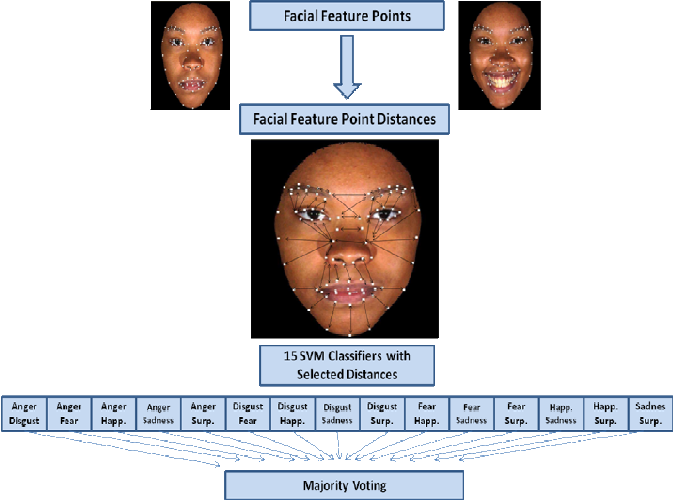 Facial Feature Points
Facial Feature Point Distances
15 SVM Classifiers with
Selected Distances
Anger Anger Anger Anger Anger Disgust Disgust Disgust Disgust Fear Fear Fear Happ. Happ. Sadnes
Disgust Fear Happ. Sadness Surp. Fear Happ. Sadness Surp. Happ. Sadness Surp. Sadness Surp. Surp.
Majority Voting